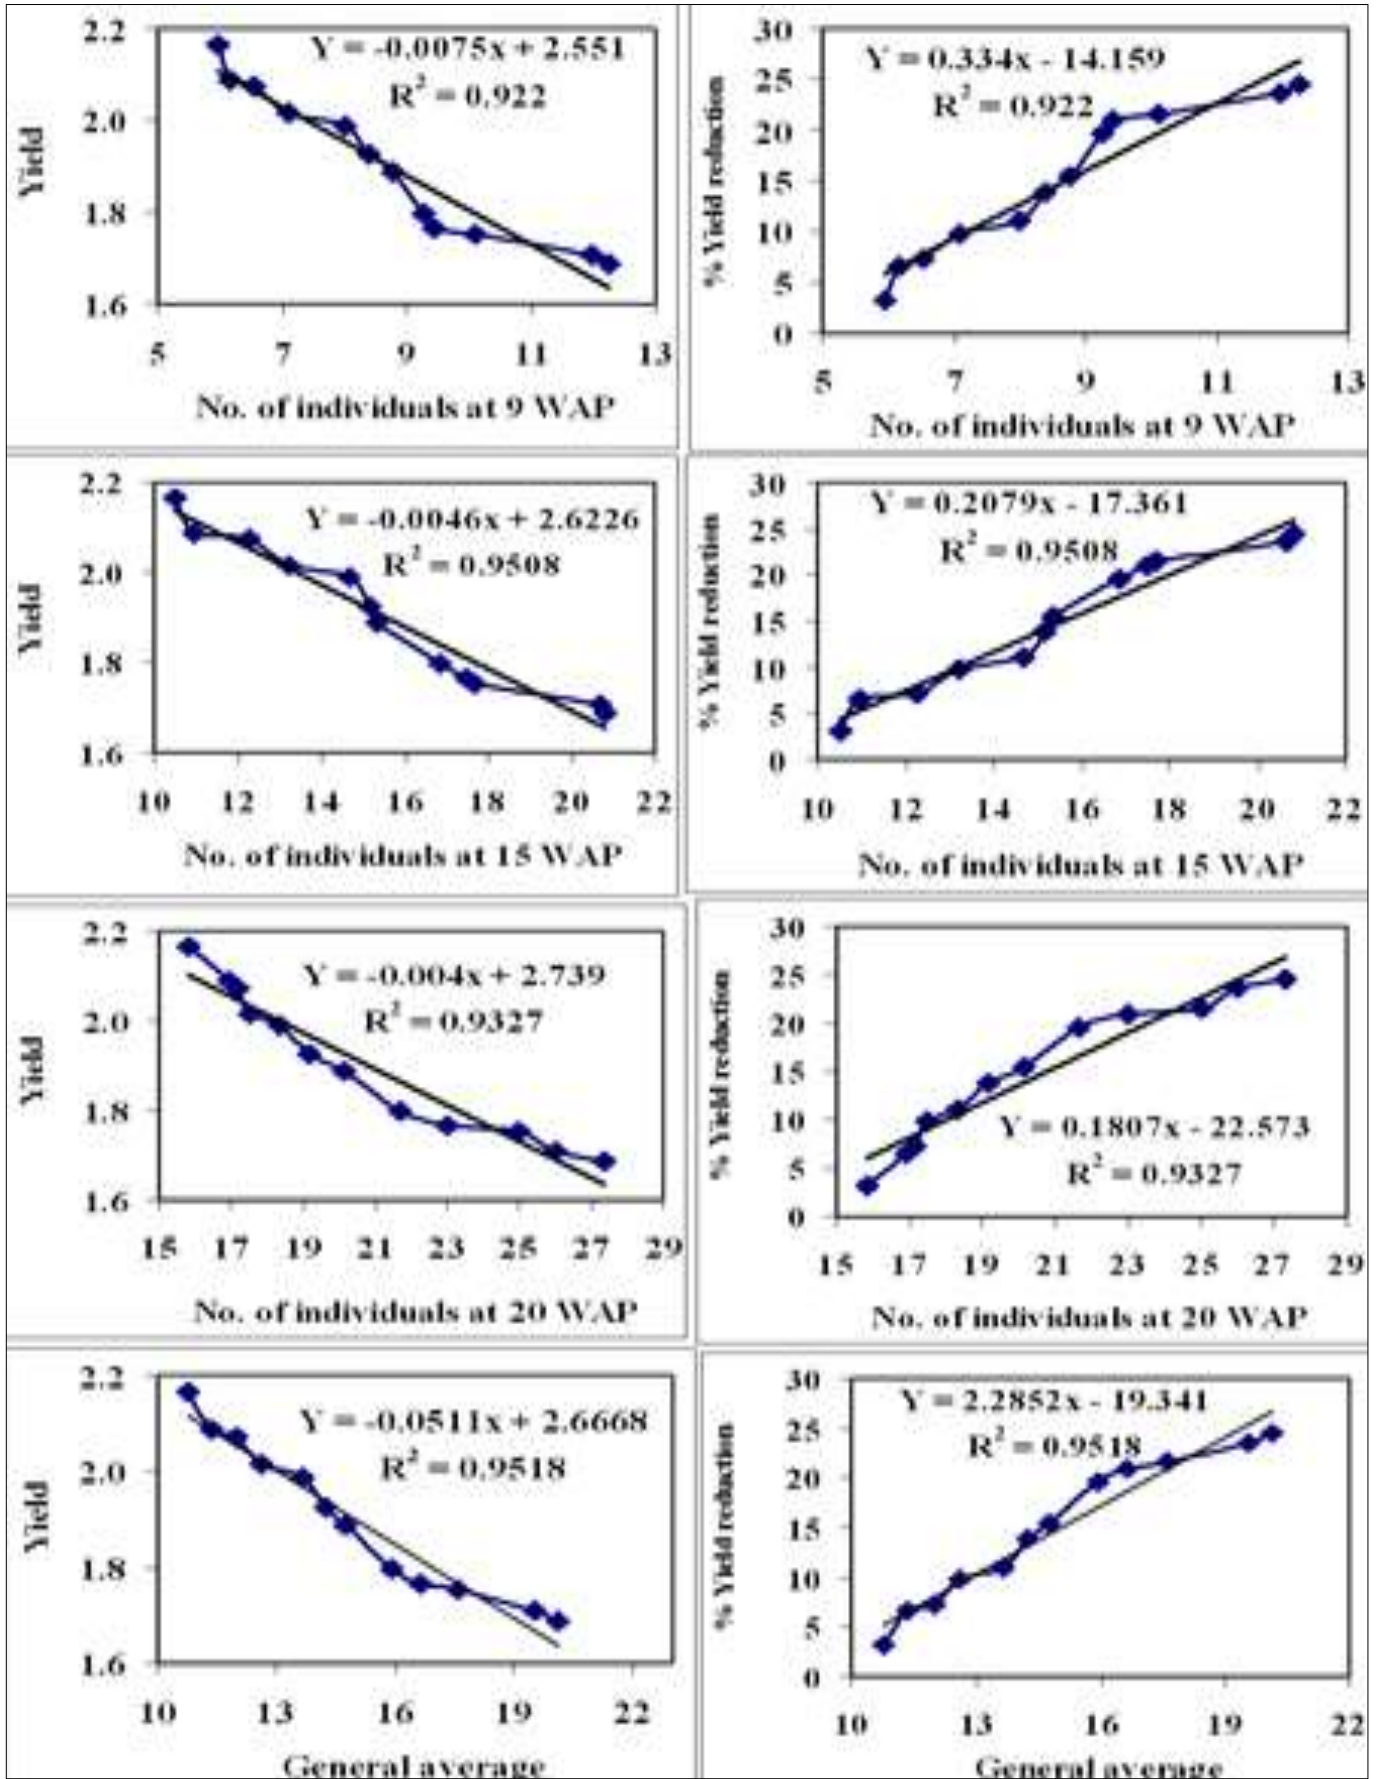 Y = -0.0075x + 2.551
R² = 0.922
Yield
2.2
2.0
1.8
1.6
5 7 9 11 13
No. of individuals at 9 WAP
Y = 0.334x - 14.159
R² = 0.922
% Yield reduction
30
25
20
15
10
5
0
5 7 9 11 13
No. of individuals at 9 WAP
Y = -0.0046x + 2.6226
R² = 0.9508
Yield
2.2
2.0
1.8
1.6
10 12 14 16 18 20 22
No. of individuals at 15 WAP
Y = 0.2079x - 17.361
R² = 0.9508
% Yield reduction
30
25
20
15
10
5
0
10 12 14 16 18 20 22
No. of individuals at 15 WAP
Y = -0.004x + 2.739
R² = 0.9327
Yield
2.2
2.0
1.8
1.6
15 17 19 21 23 25 27 29
No. of individuals at 20 WAP
Y = 0.1807x - 22.573
R² = 0.9327
% Yield reduction
30
25
20
15
10
5
0
15 17 19 21 23 25 27 29
No. of individuals at 20 WAP
Y = -0.0511x + 2.6668
R² = 0.9518
Yield
2.2
2.0
1.8
1.6
10 13 16 19 22
General average
Y = 2.2852x - 19.341
R² = 0.9518
% Yield reduction
30
25
20
15
10
5
0
10 13 16 19 22
General average